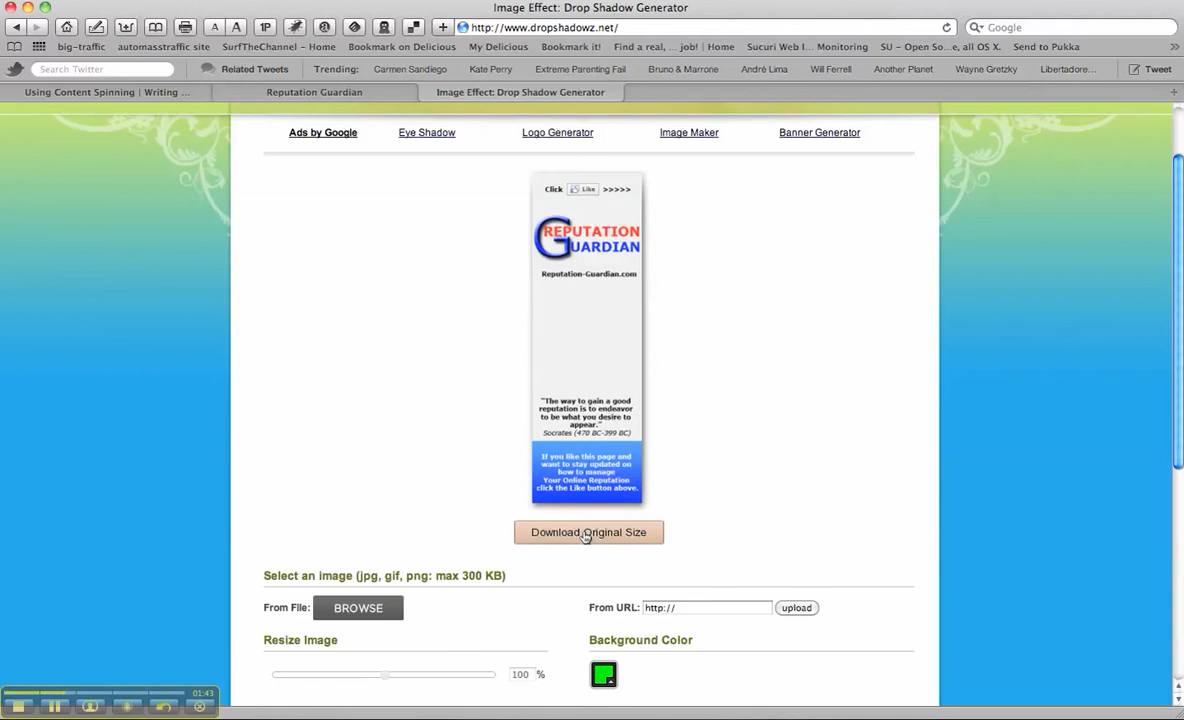 Image Effect: Drop Shadow Generator
A A 1P + http://www.dropshadowz.net/ Google
big-traffic automasstraffic site SurfTheChannel – Home Bookmark on Delicious My Delicious Bookmark it! Find a real, ... job! | Home Sucuri Web I... Monitoring SU – Open So...e, all OS X. Send to Pukka >>
Search Twitter Related Tweets Trending: Carmen Sandiego Kate Perry Extreme Parenting Fail Bruno & Marrone André Lima Will Ferrell Another Planet Wayne Gretzky Libertadore... Tweet
Using Content Spinning | Writing ... Reputation Guardian Image Effect: Drop Shadow Generator +
Ads by Google Eye Shadow Logo Generator Image Maker Banner Generator
Click Like >>>>>
REPUTATION
GUARDIAN
Reputation-Guardian.com
"The way to gain a good
reputation is to endeavor
to be what you desire to
appear."
Socrates (470 BC-399 BC)
If you like this page and
want to stay updated on
how to manage
Your Online Reputation
click the Like button above.
Download Original Size
Select an image (jpg, gif, png: max 300 KB)
From File: BROWSE From URL: http:// upload
Resize Image Background Color
100 %
01:43